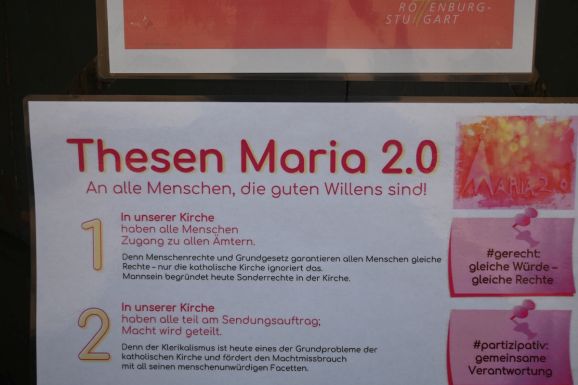 ROTTENBURG-
STUTTGART
Thesen Maria 2.0
An alle Menschen, die guten Willens sind!
MARIA 2.0
1
In unserer Kirche
haben alle Menschen
Zugang zu allen Ämtern.
Denn Menschenrechte und Grundgesetz garantieren allen Menschen gleiche
Rechte – nur die katholische Kirche ignoriert das.
Mannsein begründet heute Sonderrechte in der Kirche.
#gerecht:
gleiche Würde –
gleiche Rechte
2
In unserer Kirche
haben alle teil am Sendungsauftrag;
Macht wird geteilt.
Denn der Klerikalismus ist heute eines der Grundprobleme der
katholischen Kirche und fördert den Machtmissbrauch
mit all seinen menschenunwürdigen Facetten.
#partizipativ:
gemeinsame
Verantwortung